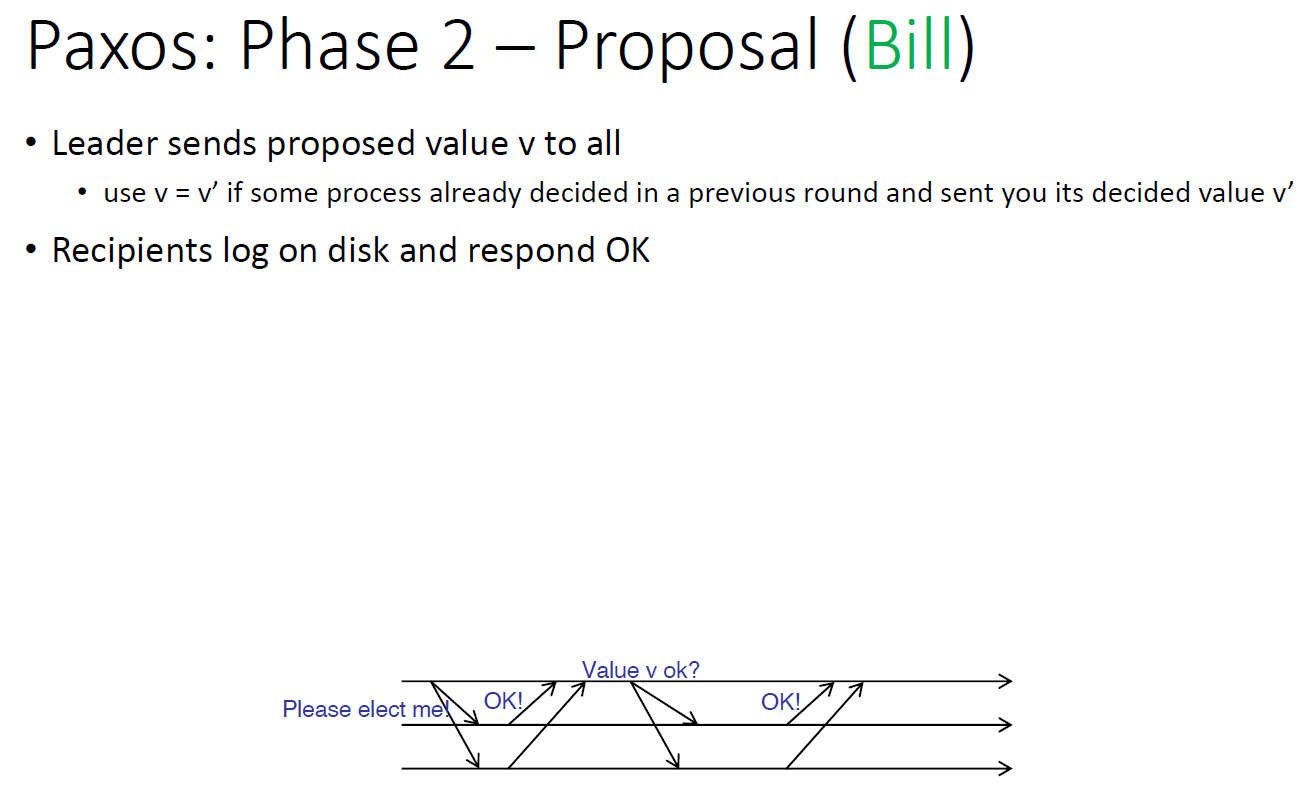 Paxos: Phase 2 – Proposal (Bill)
• Leader sends proposed value v to all
• use v = v’ if some process already decided in a previous round and sent you its decided value v’
• Recipients log on disk and respond OK
Value v ok?
Please elect me!
OK!
OK!